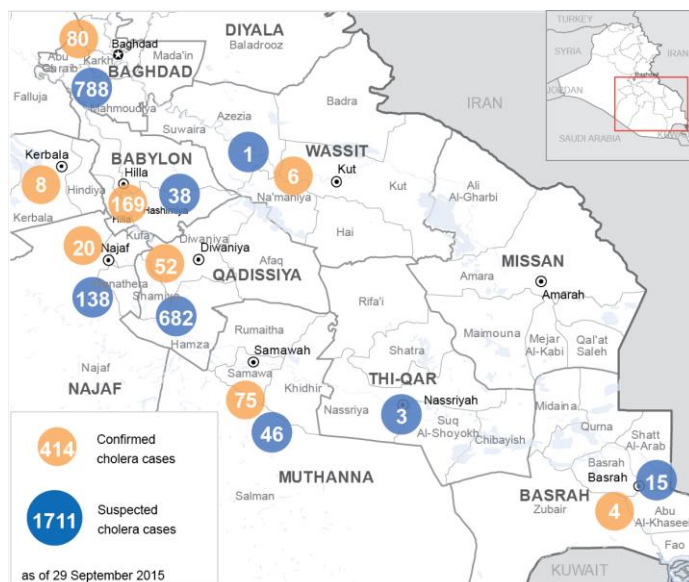 DIYALA
Baladrooz
80
Baghdad
Abu
Ghraib
Karkh
Mada'in
BAGHDAD
788
Falluja
Mahmoudiya
Suwaira
Azezia
Badra
IRAN
TURKEY
SYRIA
Baghdad
IRAN
JORDAN
SAUDI ARABIA
KUWAIT
Kerbala
BABYLON
Hilla
1
WASSIT
6
Kut
8
Hindiya
169
38
Hashimiya
Hilla
Na'maniya
Kut
Ali
Al-Gharbi
Kerbala
Kufa
Diwaniya
Hai
20
Najaf
52
Diwaniya
Afaq
QADISSIYA
MISSAN
Manathera
138
Shamiya
682
Rifa'i
Amara
Amarah
Rumaitha
Hamza
Samawah
Shatra
Maimouna
Mejar
Al-Kabi
Qal'at
Saleh
Najaf
NAJAF
Samawa
Khidhir
THI-QAR
Nassriyah
75
Nassriya
3
Suq
Al-Shoyokh
Midaina
46
Chibayish
Qurna
Shatt
Al-Arab
MUTHANNA
Basrah
Basrah
15
Salman
BASRAH
Zubair
4
Abu
Al-Khaseeb
Fao
KUWAIT
414
Confirmed
cholera cases
1711
Suspected
cholera cases
as of 29 September 2015